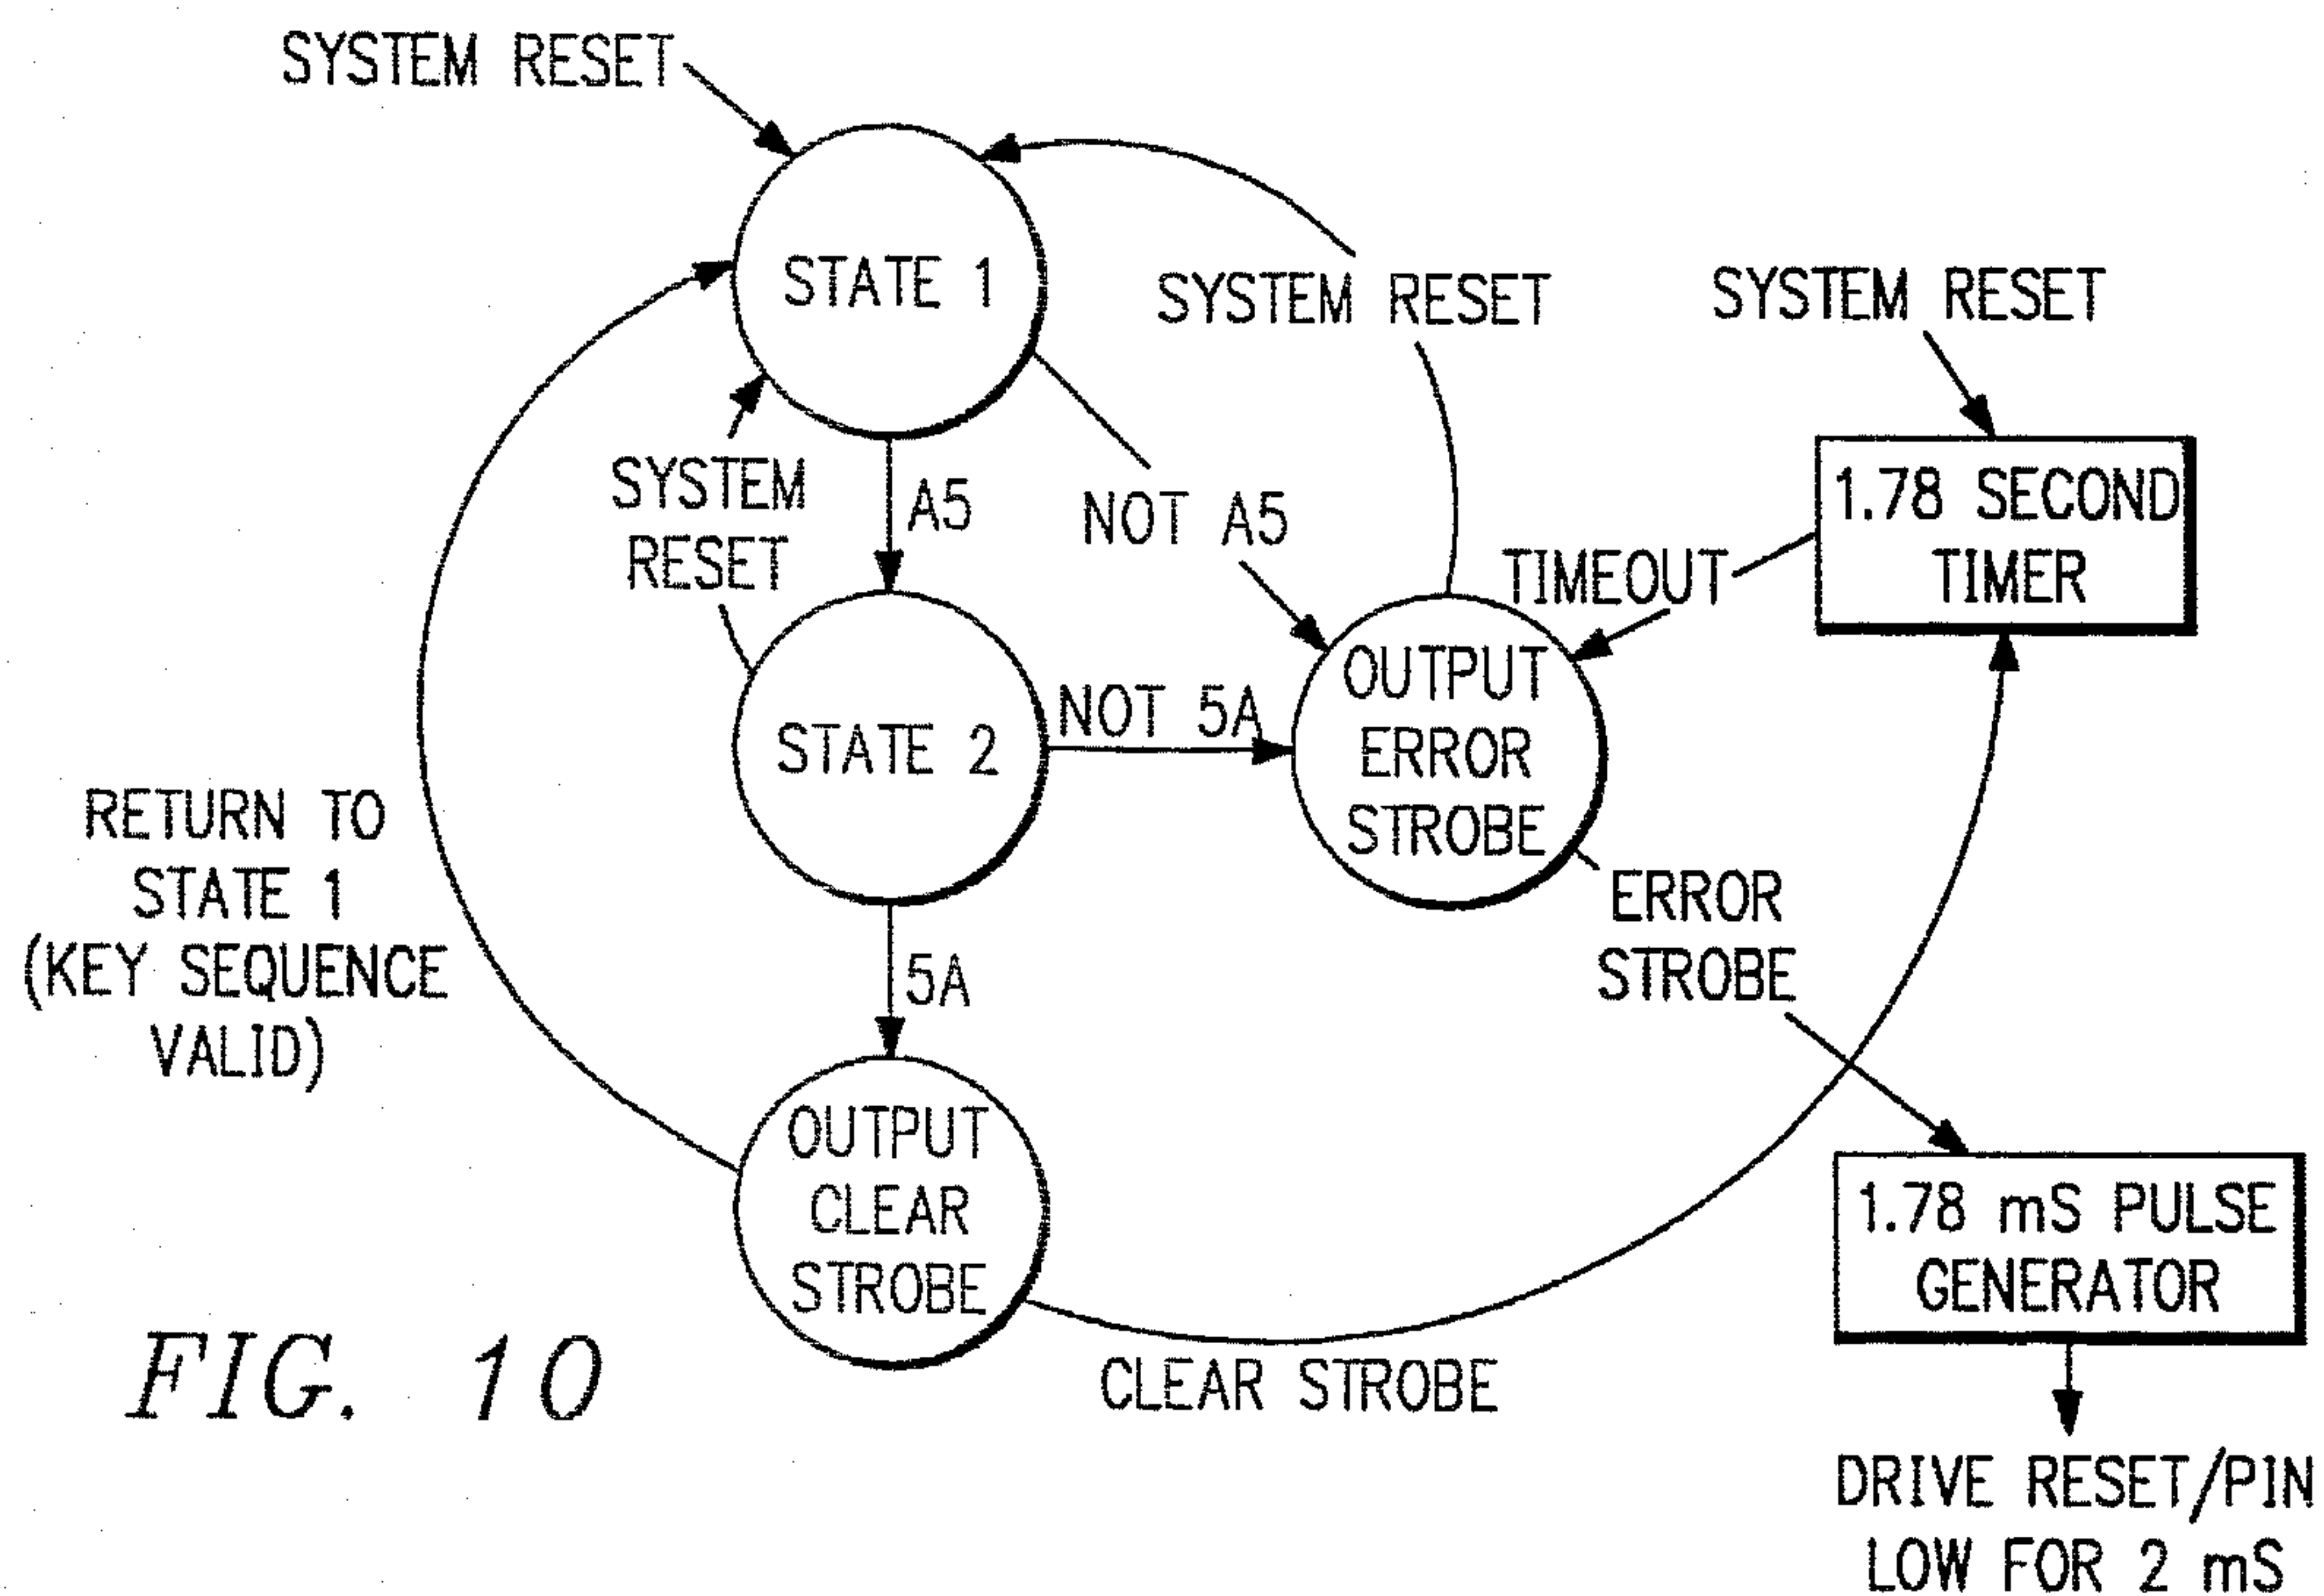 SYSTEM RESET
STATE 1
SYSTEM RESET
SYSTEM RESET
SYSTEM
RESET
A5
NOT A5
1.78 SECOND
TIMER
TIMEOUT
STATE 2
NOT 5A
OUTPUT
ERROR
STROBE
RETURN TO
STATE 1
(KEY SEQUENCE
VALID)
5A
ERROR
STROBE
OUTPUT
CLEAR
STROBE
CLEAR STROBE
1.78 mS PULSE
GENERATOR
DRIVE RESET/PIN
LOW FOR 2 mS
FIG. 10